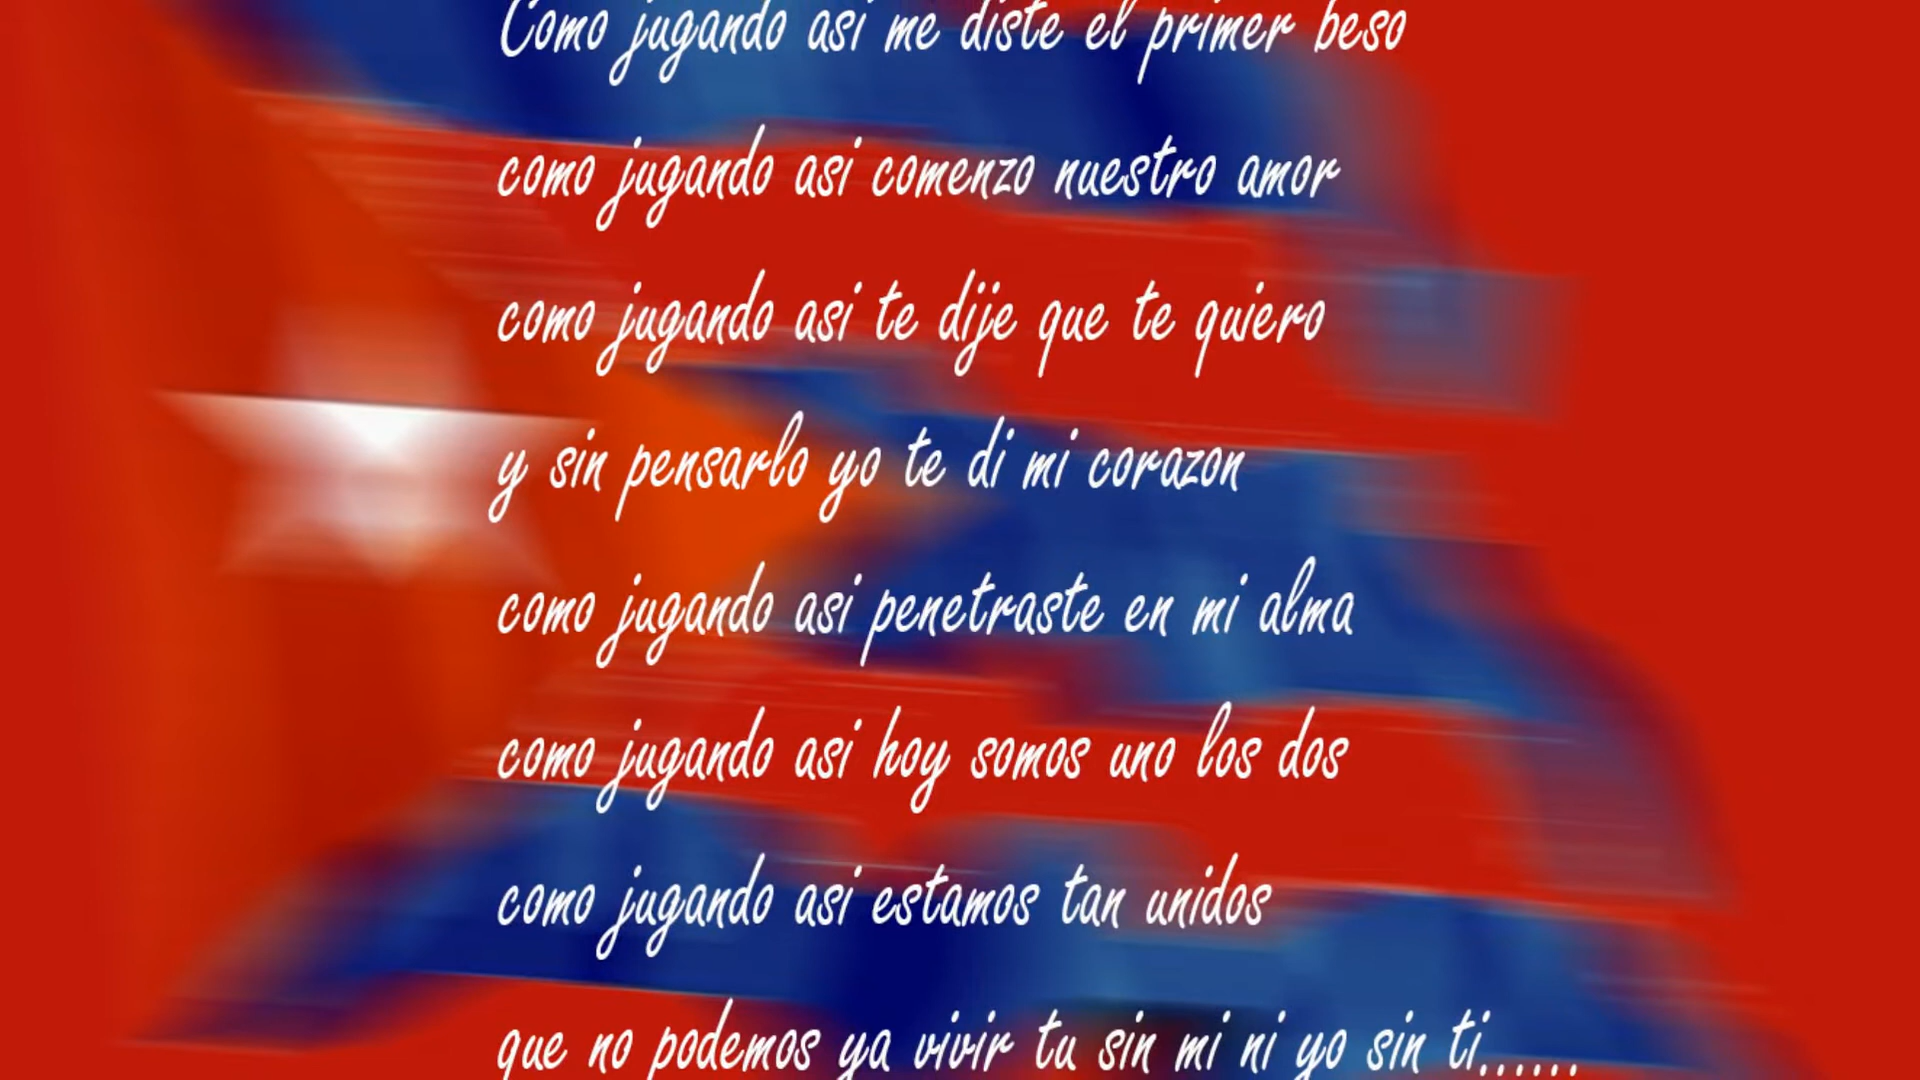 Como jugando asi me diste el primer beso
como jugando asi comenzo nuestro amor
como jugando asi te dije que te quiero
y sin pensarlo yo te di mi corazon
como jugando asi penetraste en mi alma
como jugando asi hoy somos uno los dos
como jugando asi estamos tan unidos
que no podemos ya vivir tu sin mi ni yo sin ti......